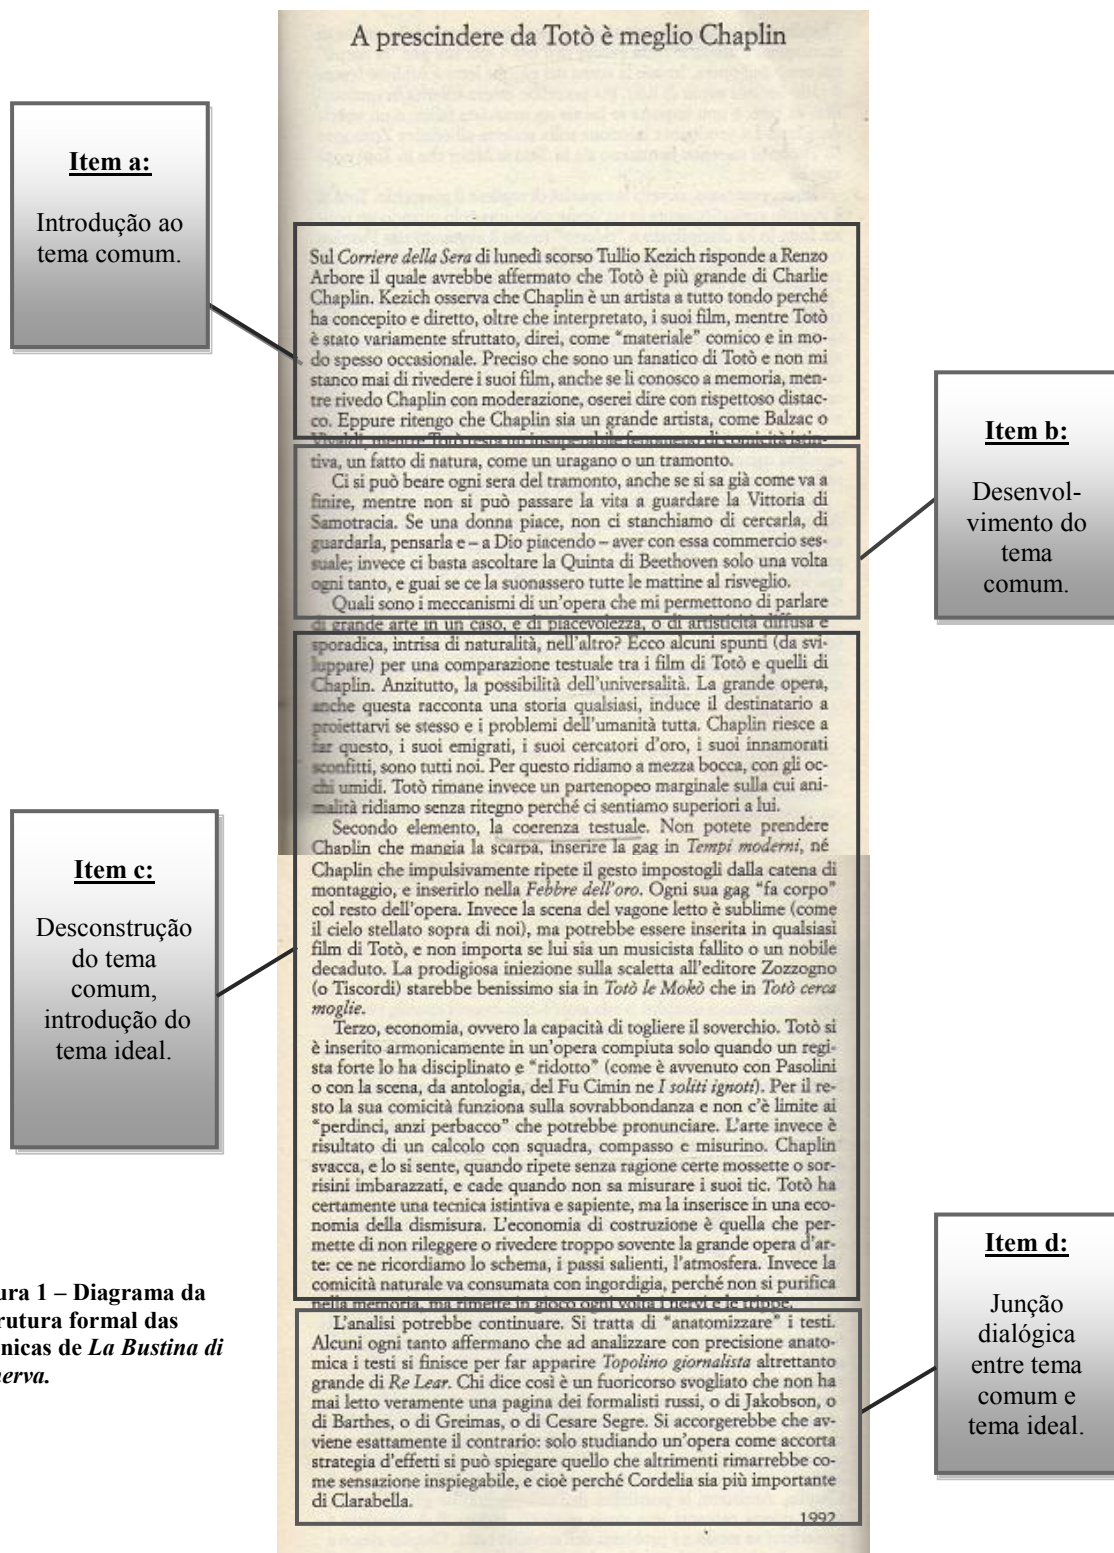 A prescindere da Totò è meglio Chaplin
Item a:
Introdução ao
tema comum.
Sul Corriere della Sera di lunedì scorso Tullio Kezich risponde a Renzo
Arbore il quale avrebbe affermato che Totò è più grande di Charlie
Chaplin. Kezich osserva che Chaplin è un artista a tutto tondo perché
ha concepito e diretto, oltre che interpretato, i suoi film, mentre Totò
è stato variamente sfruttato, direi, come “materiale” comico e in mo-
do spesso occasionale. Preciso che sono un fanatico di Totò e non mi
stanco mai di rivedere i suoi film, anche se li conosco a memoria, men-
tre rivedo Chaplin con moderazione, oserei dire con rispettoso distac-
co. Eppure ritengo che Chaplin sia un grande artista, come Balzac o
Vivaldi, mentre Totò resta un insuperabile fenomeno di comicità istin-
tiva, un fatto di natura, come un uragano o un tramonto.
Item b:
Desenvol-
vimento do
tema
comum.
Ci si può beare ogni sera del tramonto, anche se si sa già come va a
finire, mentre non si può passare la vita a guardare la Vittoria di
Samotracia. Se una donna piace, non ci stanchiamo di cercarla, di
guardarla, pensarla e – a Dio piacendo – aver con essa commercio ses-
suale; invece ci basta ascoltare la Quinta di Beethoven solo una volta
ogni tanto, e guai se ce la suonassero tutte le mattine al risveglio.
Quali sono i meccanismi di un’opera che mi permettono di parlare
di grande arte in un caso, e di piacevolezza, o di artisticità diffusa e
sporadica, intrisa di naturalità, nell’altro? Ecco alcuni spunti (da svi-
luppare) per una comparazione testuale tra i film di Totò e quelli di
Chaplin. Anzitutto, la possibilità dell’universalità. La grande opera,
anche questa racconta una storia qualsiasi, induce il destinatario a
proiettarvi se stesso e i problemi dell’umanità tutta. Chaplin riesce a
far questo, i suoi emigrati, i suoi cercatori d’oro, i suoi innamorati
sconfitti, sono tutti noi. Per questo ridiamo a mezza bocca, con gli oc-
chi umidi. Totò rimane invece un partenopeo marginale sulla cui ani-
malità ridiamo senza ritegno perché ci sentiamo superiori a lui.
Secondo elemento, la coerenza testuale. Non potete prendere
Chaplin che mangia la scarpa, inserire la gag in Tempi moderni, né
Chaplin che impulsivamente ripete il gesto impostogli dalla catena di
montaggio, e inserirlo nella Febbre dell’oro. Ogni sua gag “fa corpo”
col resto dell’opera. Invece la scena del vagone letto è sublime (come
il cielo stellato sopra di noi), ma potrebbe essere inserita in qualsiasi
film di Totò, e non importa se lui sia un musicista fallito o un nobile
decaduto. La prodigiosa iniezione sulla scaletta all’editore Zozzogno
(o Tiscordi) starebbe benissimo sia in Totò le Mokò che in Totò cerca
moglie.
Item c:
Desconstrução
do tema
comum,
introdução do
tema ideal.
Terzo, economia, ovvero la capacità di togliere il soverchio. Totò si
è inserito armonicamente in un’opera compiuta solo quando un regi-
sta forte lo ha disciplinato e “ridotto” (come è avvenuto con Pasolini
o con la scena, da antologia, del Fu Cimin ne I soliti ignoti). Per il re-
sto la sua comicità funziona sulla sovrabbondanza e non c’è limite ai
“perdinci, anzi perbacco” che potrebbe pronunciare. L’arte invece è
risultato di un calcolo con squadra, compasso e misurino. Chaplin
svacca, e lo si sente, quando ripete senza ragione certe mossette o sor-
risini imbarazzati, e cade quando non sa misurare i suoi tic. Totò ha
certamente una tecnica istintiva e sapiente, ma la inserisce in una eco-
nomia della dismisura. L’economia di costruzione è quella che per-
mette di non rileggere o rivedere troppo sovente la grande opera d’ar-
te: ce ne ricordiamo lo schema, i passi salienti, l’atmosfera. Invece la
comicità naturale va consumata con ingordigia, perché non si purifica
nella memoria, ma rimette in gioco ogni volta i nervi e le trippe.
L’analisi potrebbe continuare. Si tratta di “anatomizzare” i testi.
Alcuni ogni tanto affermano che ad analizzare con precisione anato-
mica i testi si finisce per far apparire Topolino giornalista altrettanto
grande di Re Lear. Chi dice così è un fuoricorso svogliato che non ha
mai letto veramente una pagina dei formalisti russi, o di Jakobson, o
di Barthes, o di Greimas, o di Cesare Segre. Si accorgerebbe che av-
viene esattamente il contrario: solo studiando un’opera come accorta
strategia d’effetti si può spiegare quello che altrimenti rimarrebbe co-
me sensazione inspiegabile, e cioè perché Cordelia sia più importante
di Clarabella.
1992
Item d:
Junção
dialógica
entre tema
comum e
tema ideal.
ura 1 – Diagrama da
rutura formal das
nicas de La Bustina di
nerva.